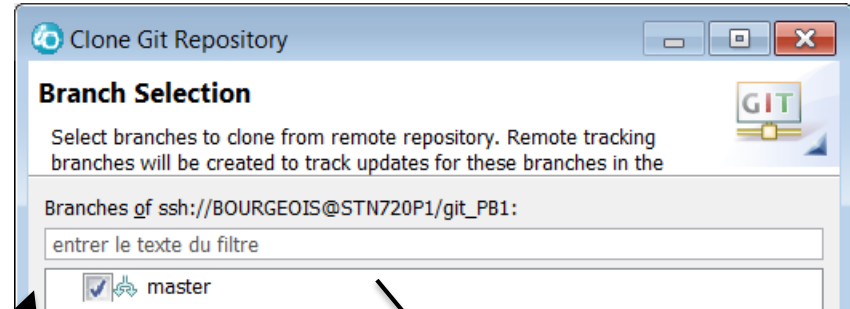 Clone Git Repository
Branch Selection
GIT
Select branches to clone from remote repository. Remote tracking
branches will be created to track updates for these branches in the
Branches of ssh://BOURGEOIS@STN720P1/git_PB1:
entrer le texte du filtre
master